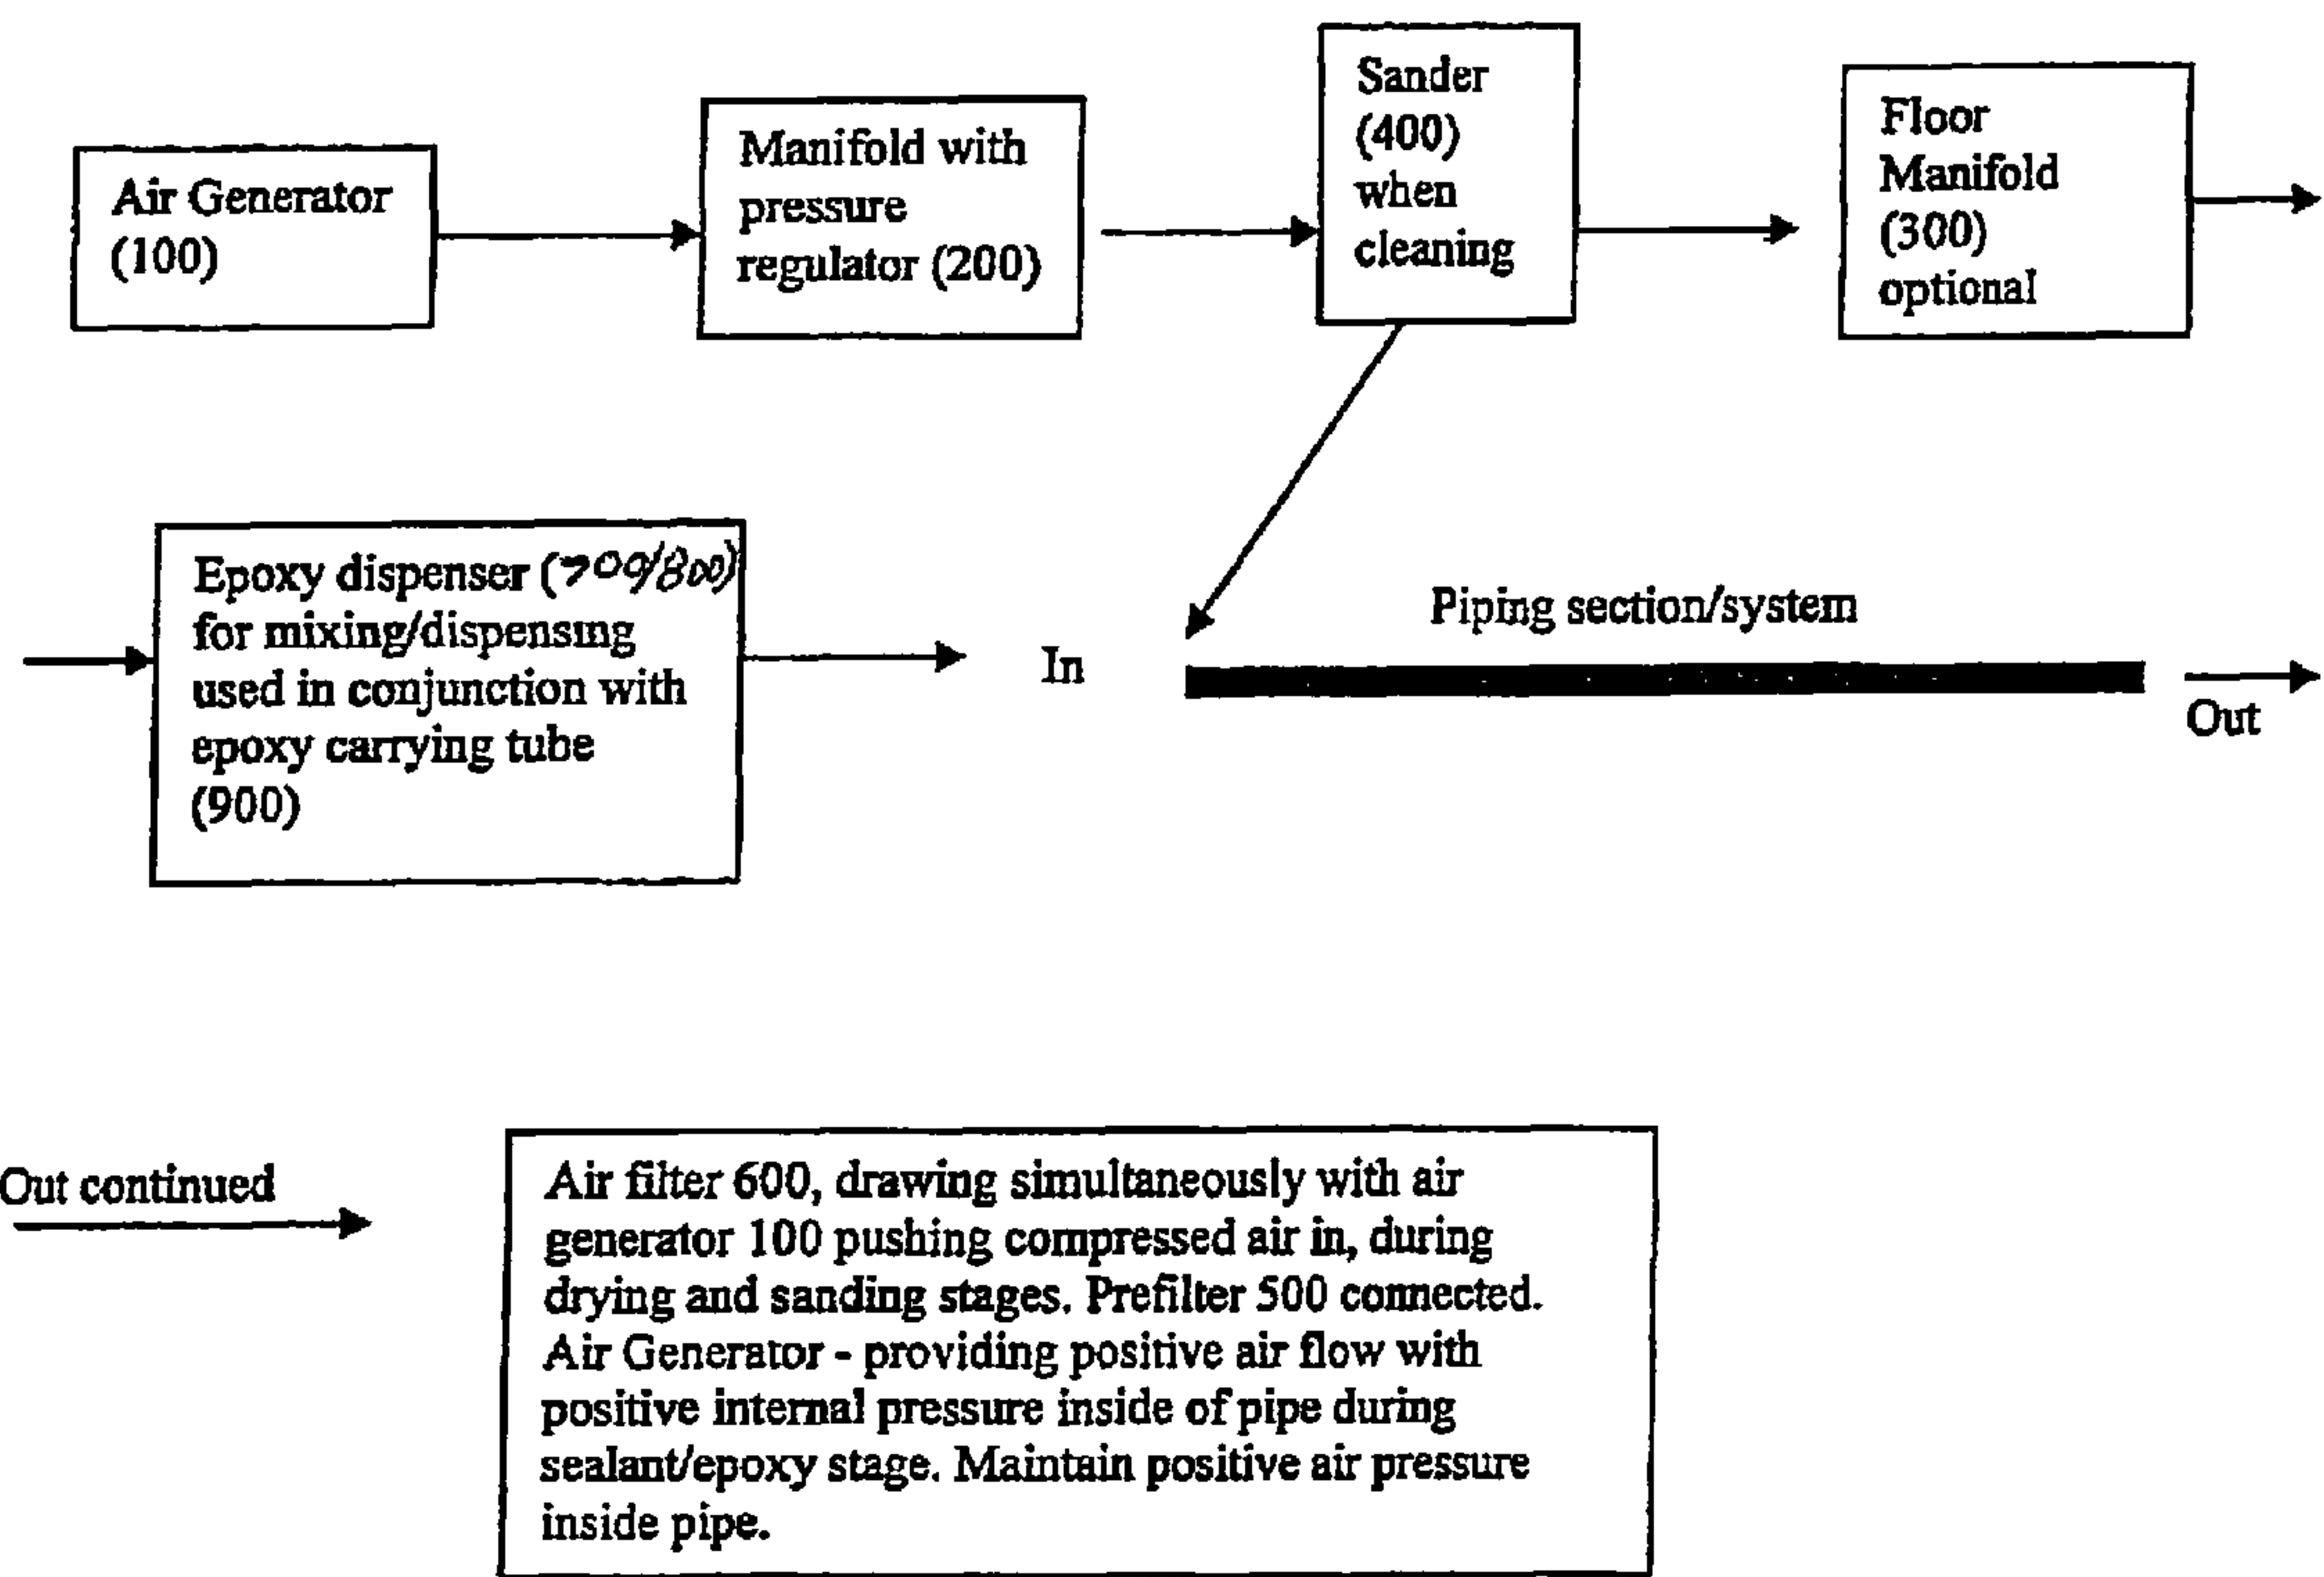 Air Generator
(100)
Manifold with
pressure
regulator (200)
Sander
(400)
when
cleaning
Floor
Manifold
(300)
optional
Epoxy dispenser (700/800)
for mixing/dispensing
used in conjunction with
epoxy carrying tube
(900)
In
Piping section/system
Out
Out continued
Air filter 600, drawing simultaneously with air
generator 100 pushing compressed air in, during
drying and sanding stages. Prefilter 500 connected.
Air Generator - providing positive air flow with
positive internal pressure inside of pipe during
sealant/epoxy stage. Maintain positive air pressure
inside pipe.